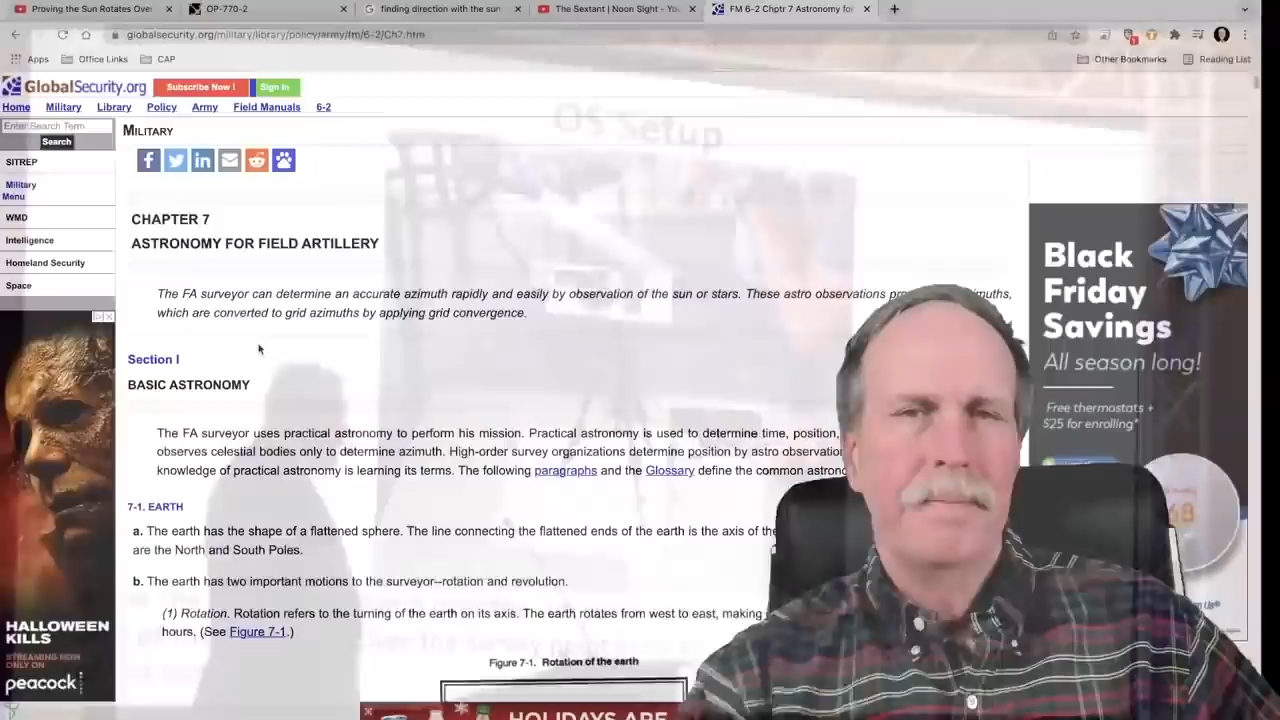 Proving the Sun Rotates Over
OP-770-2
finding direction with the sun
The Sextant | Noon Sight - You
FM 6-2 Chptr 7 Astronomy for
globalsecurity.org/military/library/policy/army/fm/6-2/Ch7.htm
Apps
Office Links
CAP
Other Bookmarks
Reading List
GlobalSecurity.org
Subscribe Now !
Sign In
Home
Military
Library
Policy
Army
Field Manuals
6-2
Enter Search Term
Search
MILITARY
OS Setup
SITREP
Military
Menu
WMD
Intelligence
Homeland Security
Space
CHAPTER 7
ASTRONOMY FOR FIELD ARTILLERY
The FA surveyor can determine an accurate azimuth rapidly and easily by observation of the sun or stars. These astro observations
which are converted to grid azimuths by applying grid convergence.
Section I
BASIC ASTRONOMY
The FA surveyor uses practical astronomy to perform his mission. Practical astronomy is used to determine time, position,
observes celestial bodies only to determine azimuth. High-order survey organizations determine position by astro
knowledge of practical astronomy is learning its terms. The following paragraphs and the Glossary define the common
7-1. EARTH
a. The earth has the shape of a flattened sphere. The line connecting the flattened ends of the earth is the axis of the
are the North and South Poles.
b. The earth has two important motions to the surveyor--rotation and revolution.
(1) Rotation. Rotation refers to the turning of the earth on its axis. The earth rotates from west to east, making
hours. (See Figure 7-1.)
Figure 7-1. Rotation of the earth
Black
Friday
Savings
All season long!
Free thermostats +
$25 for enrolling*
HALLOWEEN
KILLS
STREAMING NOW
ONLY ON
peacock
HOLIDAYS ARE